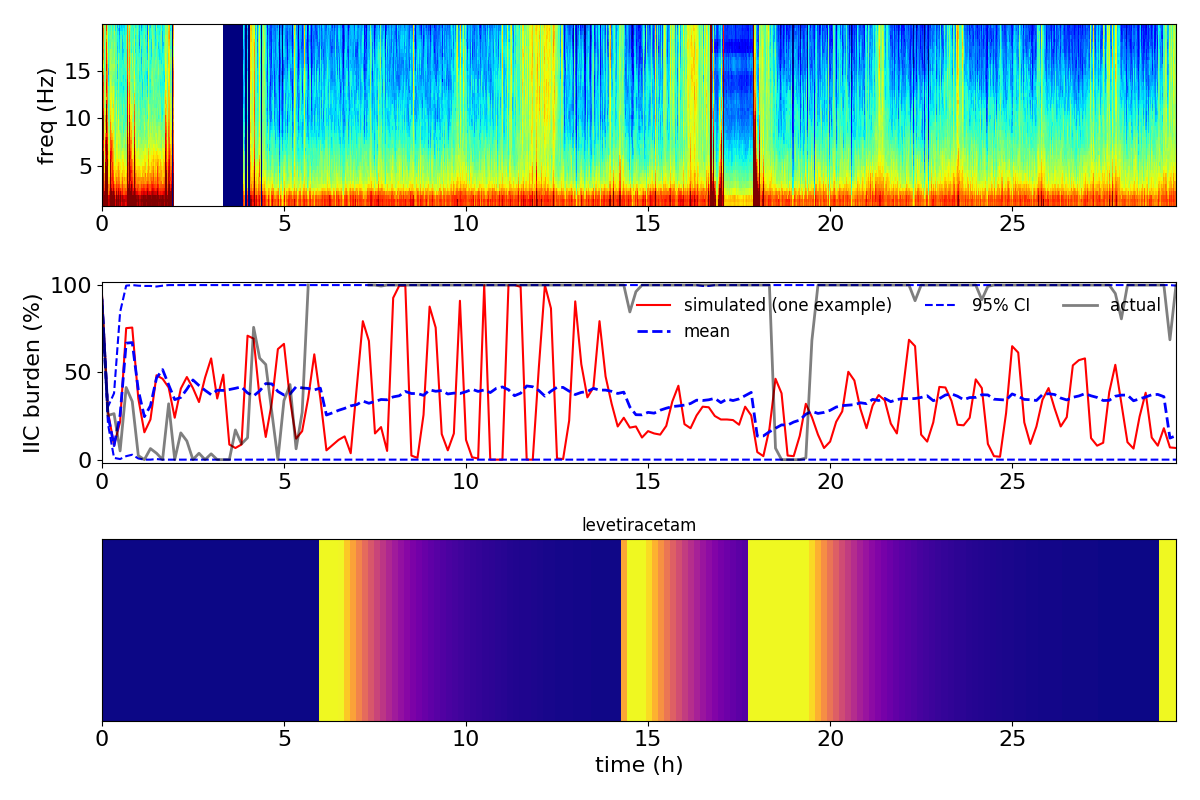 freq (Hz)
15
10
5
0 5 10 15 20 25
IIC burden (%)
100
50
0
simulated (one example)
mean
95% CI
actual
0 5 10 15 20 25
levetiracetam
0 5 10 15 20 25
time (h)